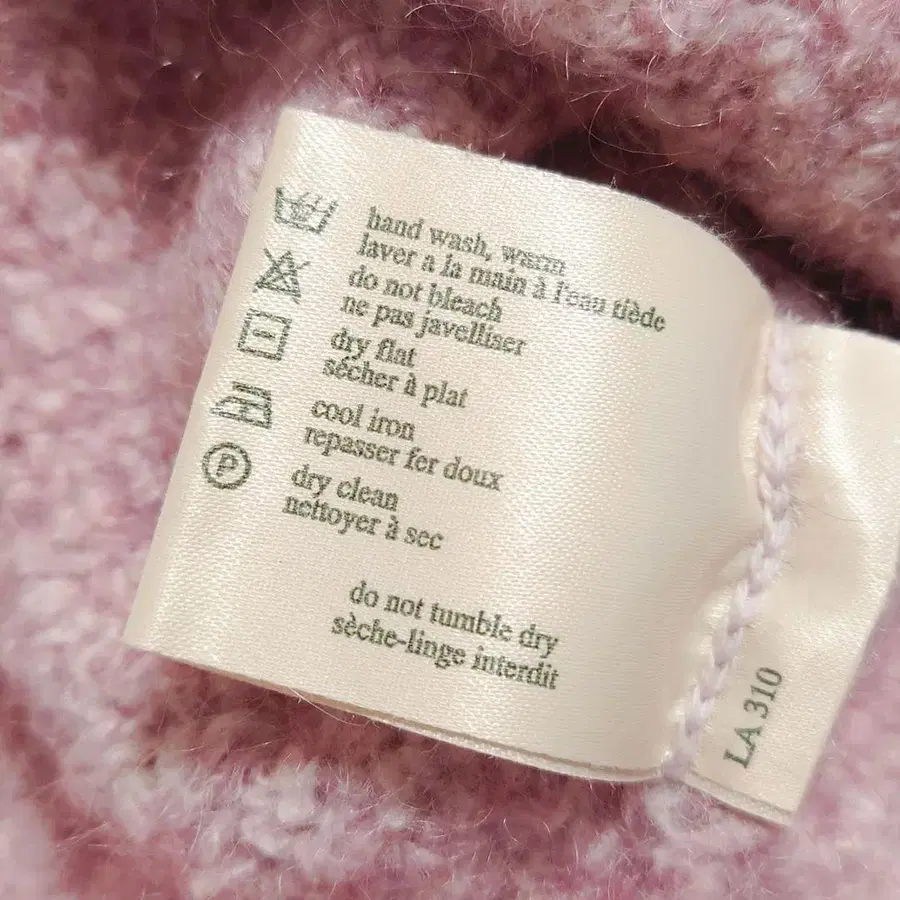 hand wash, warm
laver a la main à l'eau tiède
do not bleach
ne pas javelliser
dry flat
sécher à plat
cool iron
repasser fer doux
P
dry clean
nettoyer à sec
do not tumble dry
sèche-linge interdit
LA 310